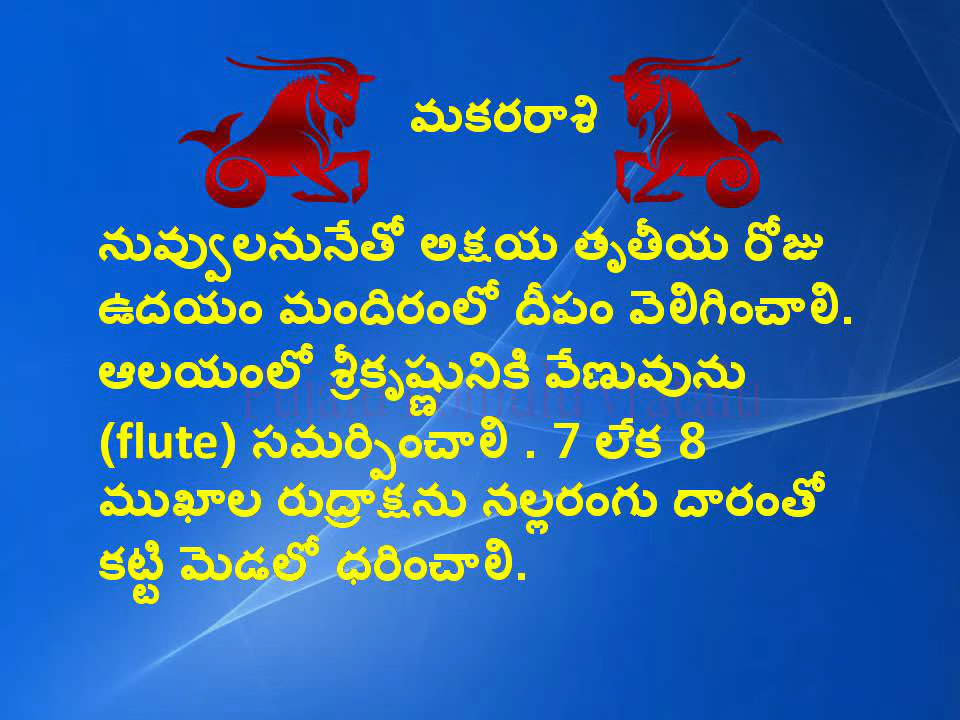 మకరరాశి
నువ్వులనునేతో అక్షయ తృతీయ రోజు
ఉదయం మందిరంలో దీపం వెలిగించాలి.
ఆలయంలో శ్రీకృష్ణునికి వేణువును
(flute) సమర్పించాలి . 7 లేక 8
ముఖాల రుద్రాక్షను నల్లరంగు దారంతో
కట్టి మెడలో ధరించాలి.